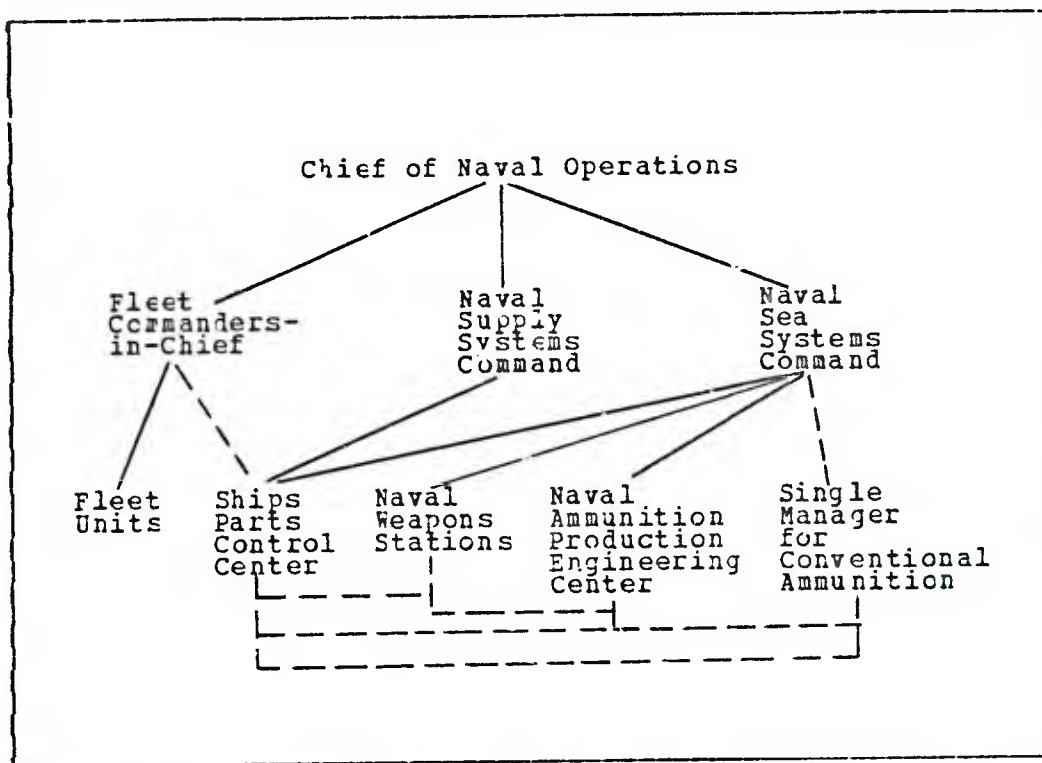 Chief of Naval Operations
Fleet
Commanders-
in-Chief
Naval
Supply
Systems
Command
Naval
Sea
Systems
Command
Fleet
Units
Ships
Parts
Control
Center
Naval
Weapons
Stations
Naval
Ammunition
Production
Engineering
Center
Single
Manager
for
Conventional
Ammunition